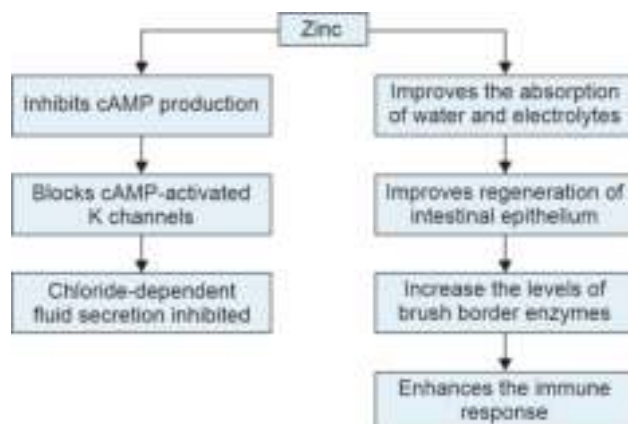 Zinc
Inhibits cAMP production
Blocks cAMP-activated
K channels
Chloride-dependent
fluid secretion inhibited
Improves the absorption
of water and electrolytes
Improves regeneration of
intestinal epithelium
Increase the levels of
brush border enzymes
Enhances the immune
response